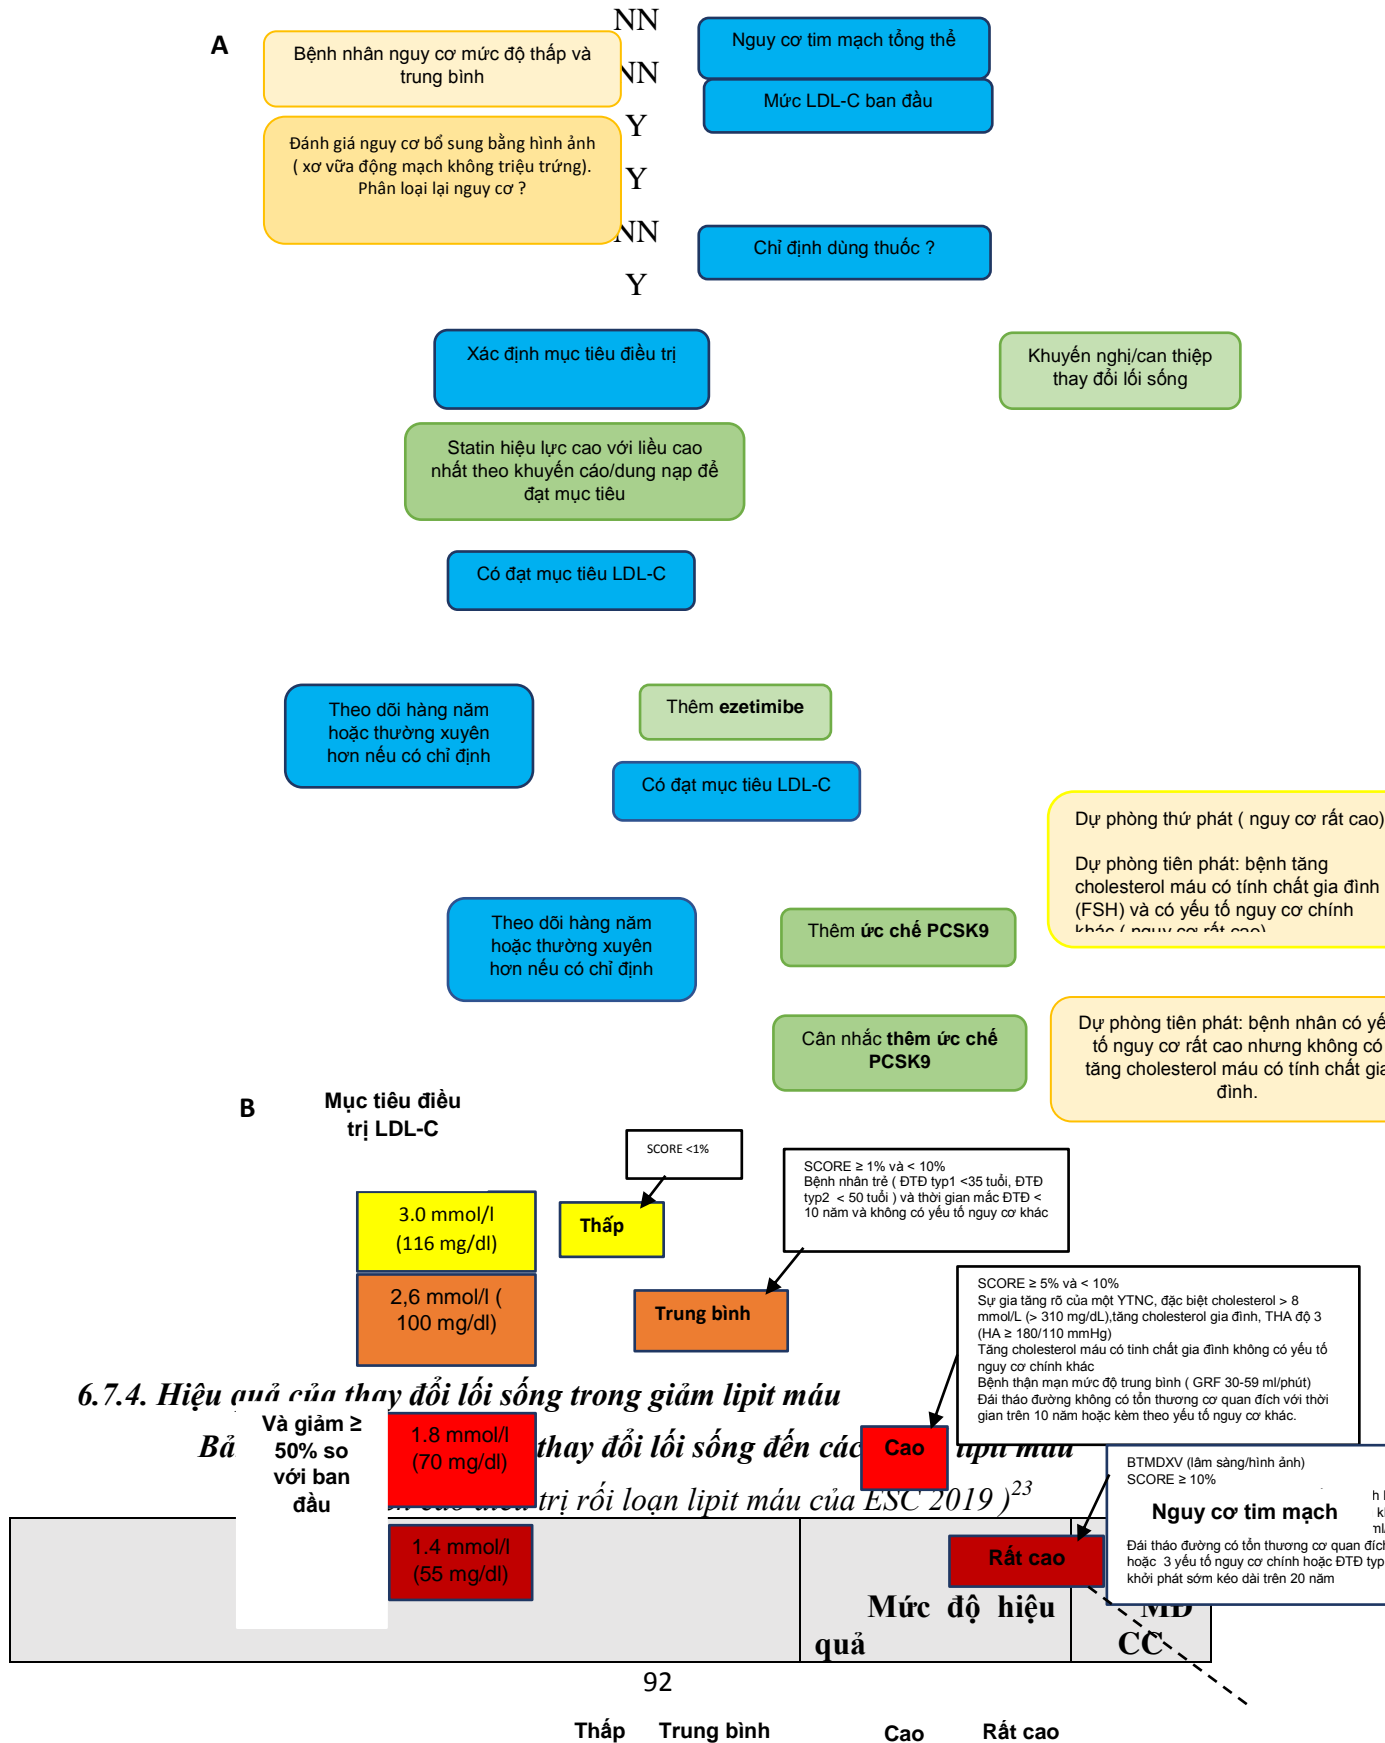 NN
A
Bệnh nhân nguy cơ mức độ thấp và
trung bình
Nguy cơ tim mạch tổng thể
NN
Mức LDL-C ban đầu
Y
Đánh giá nguy cơ bổ sung bằng hình ảnh
( xơ vữa động mạch không triệu trứng).
Phân loại lại nguy cơ ?
Y
NN
Chỉ định dùng thuốc ?
Y
Xác định mục tiêu điều trị
Khuyến nghị/can thiệp
thay đổi lối sống
Statin hiệu lực cao với liều cao
nhất theo khuyến cáo/dung nạp để
đạt mục tiêu
Có đạt mục tiêu LDL-C
Theo dõi hàng năm
hoặc thường xuyên
hơn nếu có chỉ định
Thêm ezetimibe
Có đạt mục tiêu LDL-C
Dự phòng thứ phát ( nguy cơ rất cao)
Dự phòng tiên phát: bệnh tăng
cholesterol máu có tính chất gia đình
(FSH) và có yếu tố nguy cơ chính
khác ( nguy cơ rất cao)
Theo dõi hàng năm
hoặc thường xuyên
hơn nếu có chỉ định
Thêm ức chế PCSK9
Cân nhắc thêm ức chế
PCSK9
Dự phòng tiên phát: bệnh nhân có yế
tố nguy cơ rất cao nhưng không có
tăng cholesterol máu có tính chất gia
đình.
B
Mục tiêu điều
trị LDL-C
SCORE <1%
SCORE ≥ 1% và < 10%
Bệnh nhân trẻ ( ĐTĐ typ1 <35 tuổi, ĐTĐ
typ2 < 50 tuổi ) và thời gian mắc ĐTĐ <
10 năm và không có yếu tố nguy cơ khác
3.0 mmol/l
(116 mg/dl)
Thấp
2,6 mmol/l (
100 mg/dl)
Trung bình
SCORE ≥ 5% và < 10%
Sự gia tăng rõ của một YTNC, đặc biệt cholesterol > 8
mmol/L (> 310 mg/dL),tăng cholesterol gia đình, THA độ 3
(HA ≥ 180/110 mmHg)
Tăng cholesterol máu có tinh chất gia đình không có yếu tố
nguy cơ chính khác
Bệnh thận mạn mức độ trung bình ( GRF 30-59 ml/phút)
Đái tháo đường không có tổn thương cơ quan đích với thời
gian trên 10 năm hoặc kèm theo yếu tố nguy cơ khác.
6.7.4. Hiệu quả của thay đổi lối sống trong giảm lipit máu
Và giảm ≥
50% so
với ban
đầu
1.8 mmol/l
(70 mg/dl)
Bả thay đổi lối sống đến các lipit máu
Cao
điều trị rối loạn lipit máu của ESC 2019 )23
BTMDXV (lâm sàng/hình ảnh)
SCORE ≥ 10%
Nguy cơ tim mạch
Đái tháo đường có tổn thương cơ quan đích
hoặc 3 yếu tố nguy cơ chính hoặc ĐTĐ typ
khởi phát sớm kéo dài trên 20 năm
1.4 mmol/l
(55 mg/dl)
Rất cao
Mức độ hiệu
quả
MĐ
CC
92
Thấp Trung bình Cao Rất cao